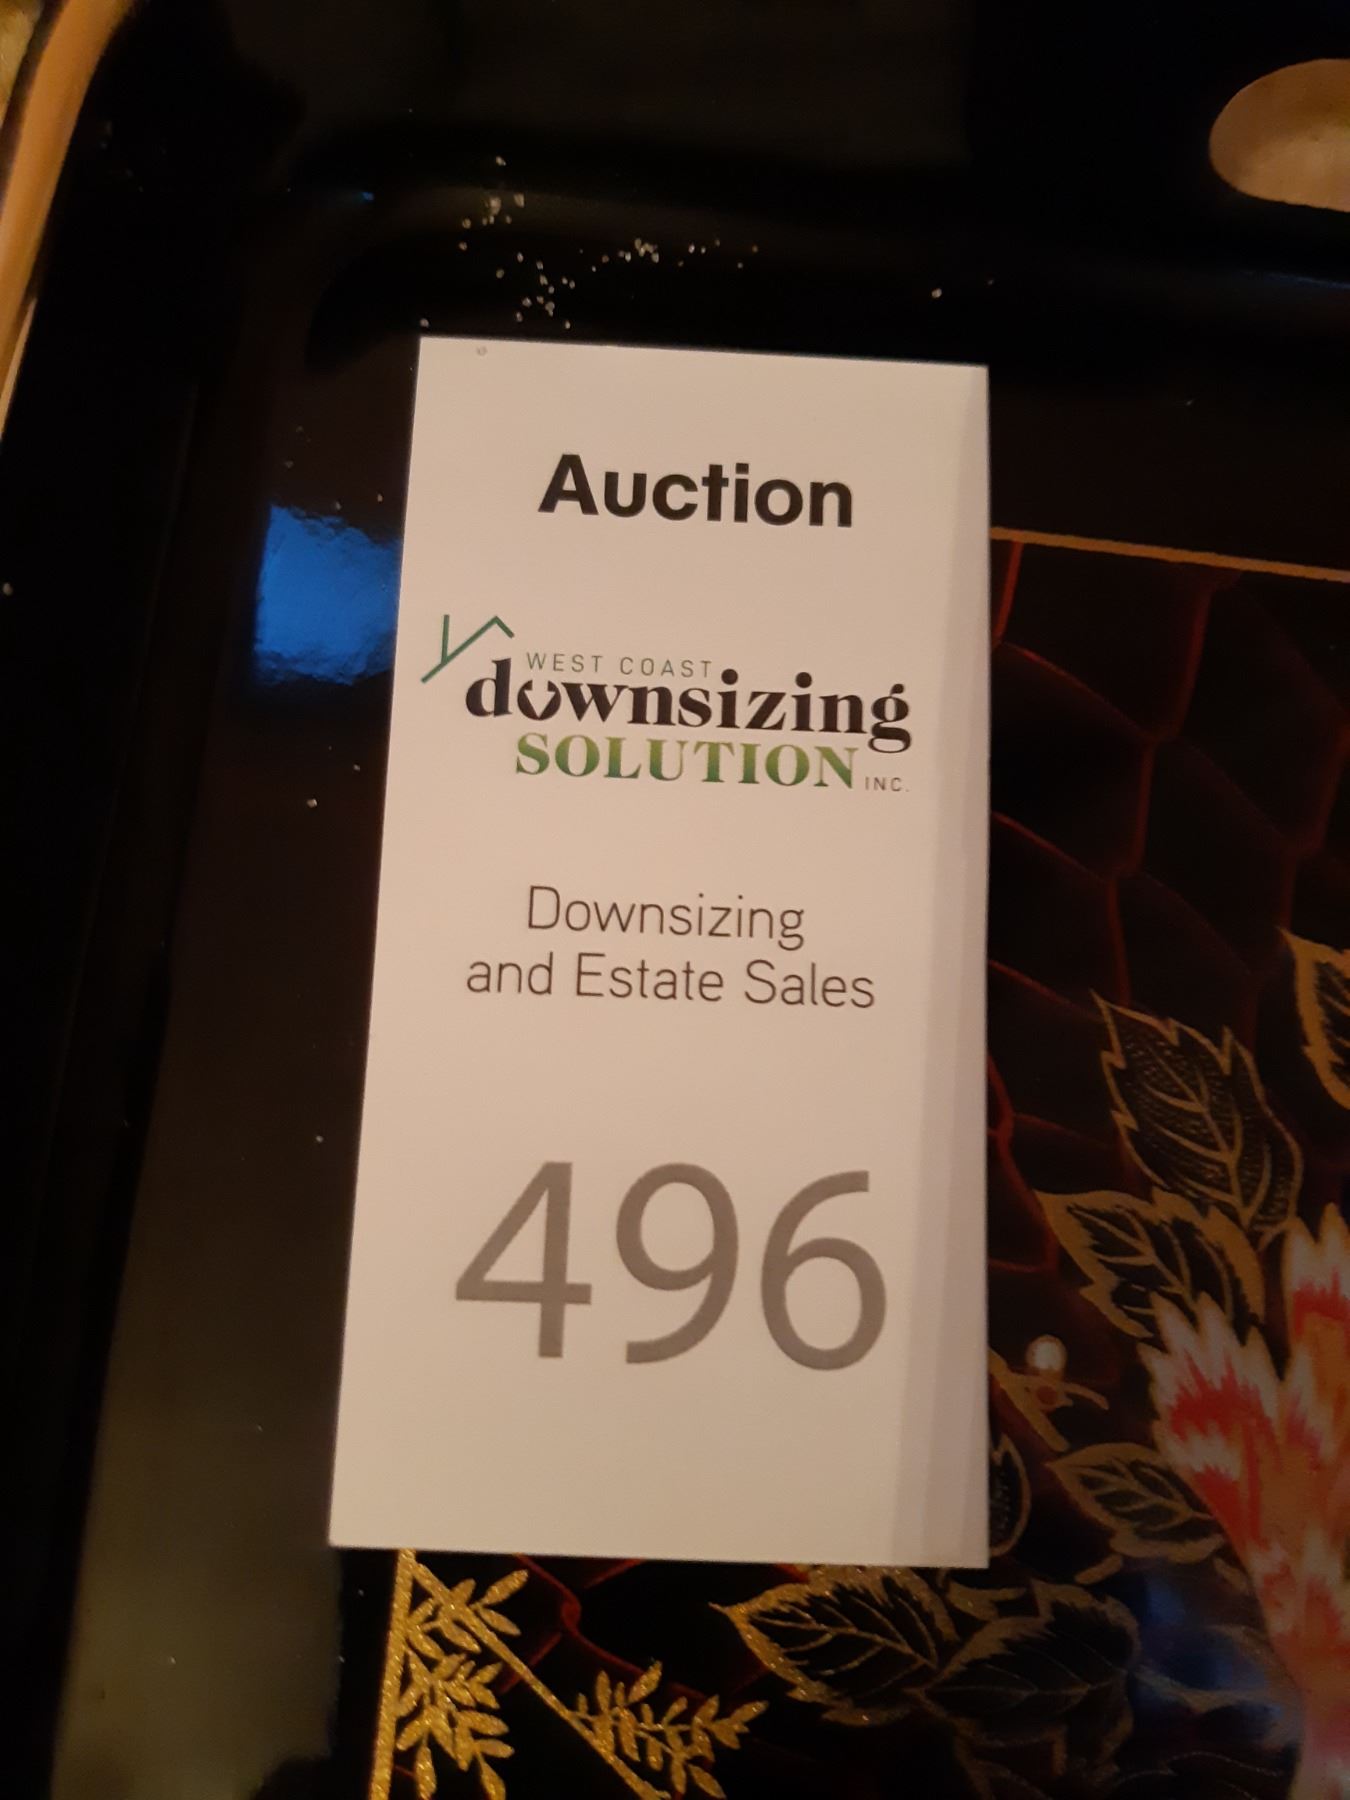 Auction
WEST COAST
downsizing
SOLUTION INC.
Downsizing
and Estate Sales
496